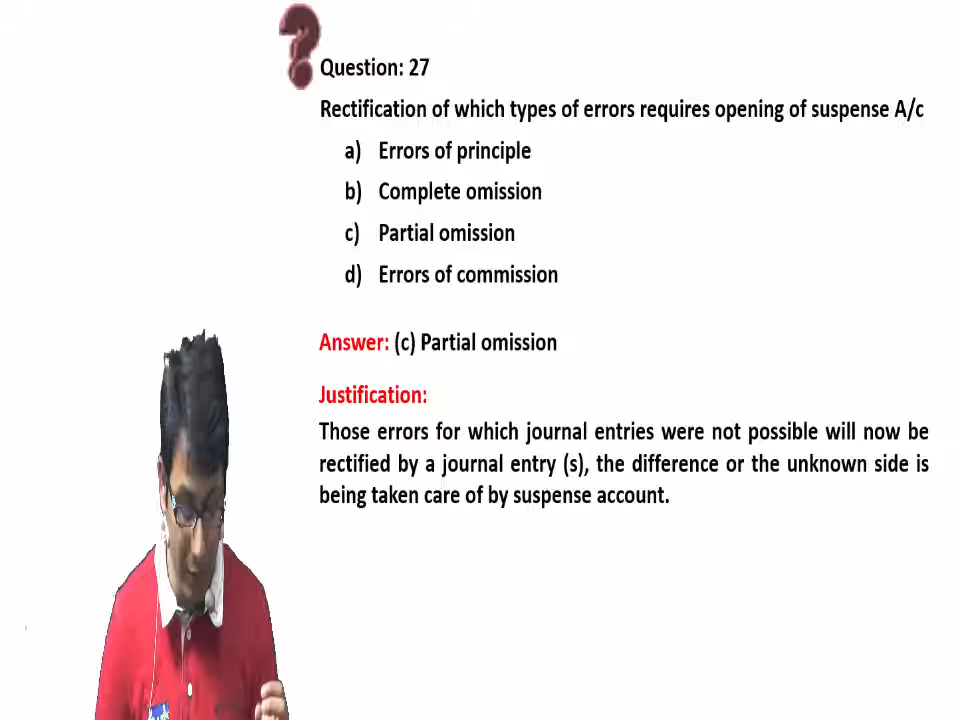 Question: 27
Rectification of which types of errors requires opening of suspense A/c
a) Errors of principle
b) Complete omission
c) Partial omission
d) Errors of commission
Answer: (c) Partial omission
Justification:
Those errors for which journal entries were not possible will now be
rectified by a journal entry (s), the difference or the unknown side is
being taken care of by suspense account.